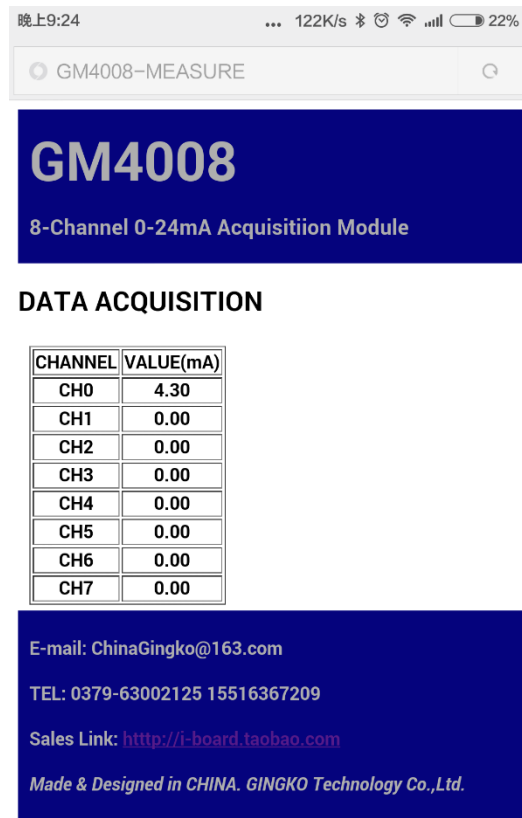 晚上9:24 ... 122K/s 22%
GM4008-MEASURE
GM4008
8-Channel 0-24mA Acquisitiion Module
DATA ACQUISITION
CHANNEL VALUE(mA)
CH0 4.30
CH1 0.00
CH2 0.00
CH3 0.00
CH4 0.00
CH5 0.00
CH6 0.00
CH7 0.00
E-mail: ChinaGingko@163.com
TEL: 0379-63002125 15516367209
Sales Link: htttp://i-board.taobao.com
Made & Designed in CHINA. GINGKO Technology Co.,Ltd.